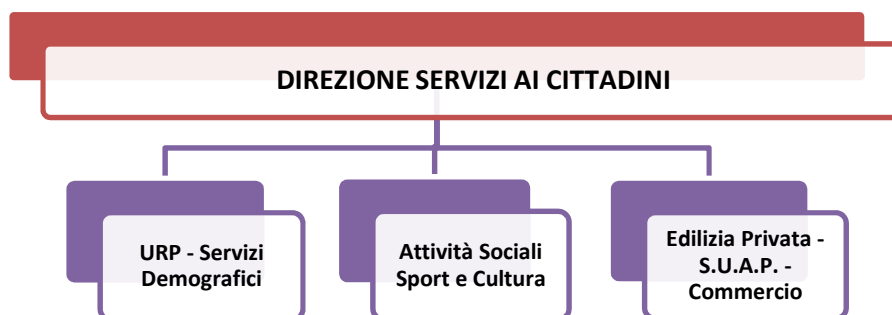 DIREZIONE SERVIZI AI CITTADINI
URP - Servizi
Demografici
Attività Sociali
Sport e Cultura
Edilizia Privata -
S.U.A.P. -
Commercio